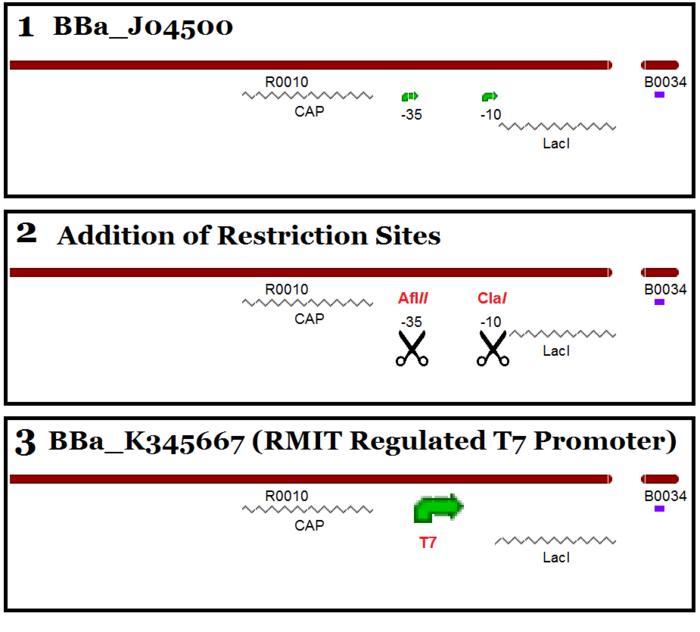 1 BBa_J04500
R0010
B0034
CAP
-35
-10
LacI
2 Addition of Restriction Sites
R0010
B0034
AflII
ClaI
CAP
-35
-10
LacI
3 BBa_K345667 (RMIT Regulated T7 Promoter)
R0010
B0034
CAP
T7
LacI